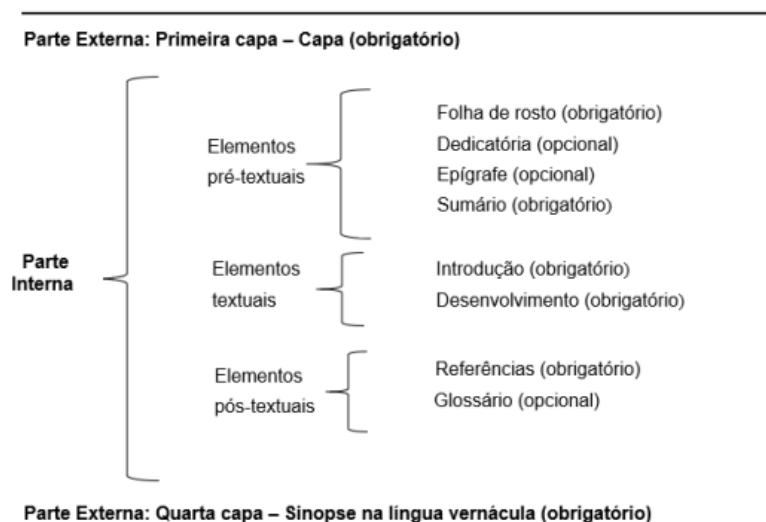 Parte Externa: Primeira capa – Capa (obrigatório)
Parte
Interna
Elementos
pré-textuais
Folha de rosto (obrigatório)
Dedicatória (opcional)
Epígrafe (opcional)
Sumário (obrigatório)
Elementos
textuais
Introdução (obrigatório)
Desenvolvimento (obrigatório)
Elementos
pós-textuais
Referências (obrigatório)
Glossário (opcional)
Parte Externa: Quarta capa – Sinopse na língua vernácula (obrigatório)